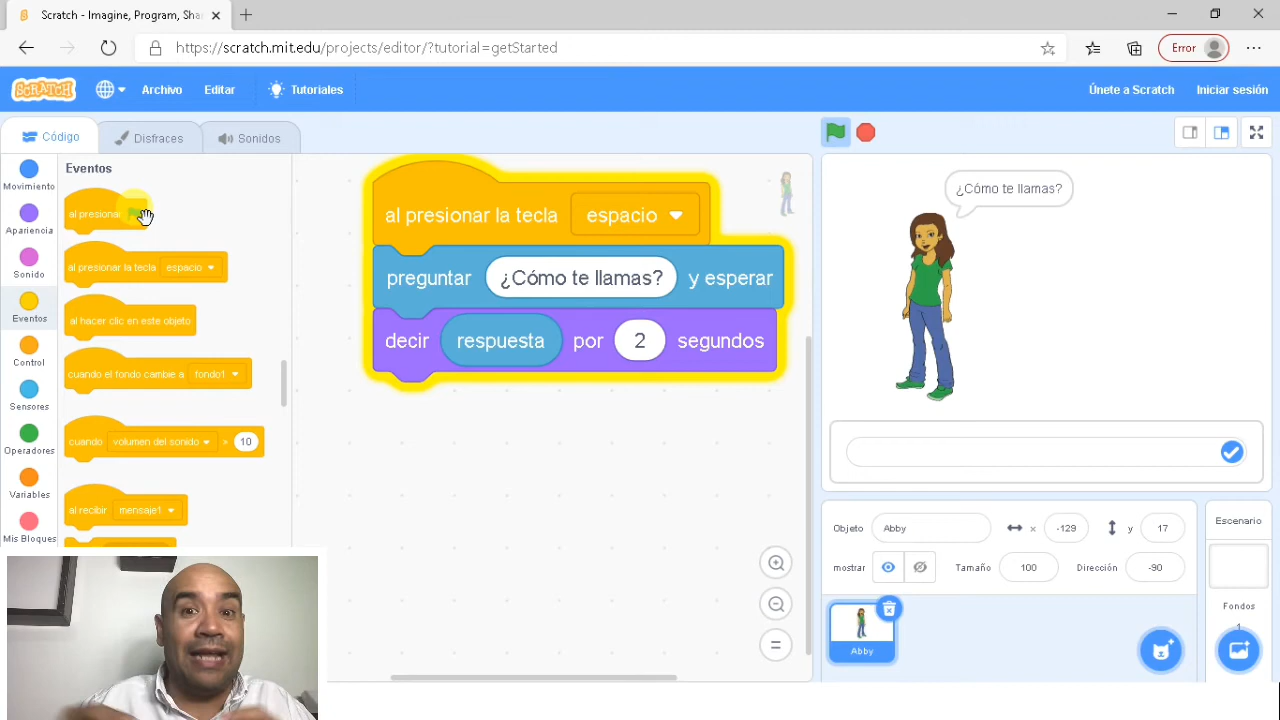 Scratch - Imagine, Program, Sha
https://scratch.mit.edu/projects/editor/?tutorial=getStarted
Error
SCRATCH
Archivo
Editar
Tutoriales
Únete a Scratch
Iniciar sesión
Código
Disfraces
Sonidos
Movimiento
Apariencia
Sonido
Eventos
Control
Sensores
Operadores
Variables
Mis Bloques
Eventos
al presionar
al presionar la tecla espacio
al hacer clic en este objeto
cuando el fondo cambie a fondo1
cuando volumen del sonido > 10
al recibir mensaje1
al presionar la tecla espacio
preguntar ¿Cómo te llamas? y esperar
decir respuesta por 2 segundos
¿Cómo te llamas?
Objeto Abby x -129 y 17
mostrar Tamaño 100 Dirección -90
Abby
Escenario
Fondos
1